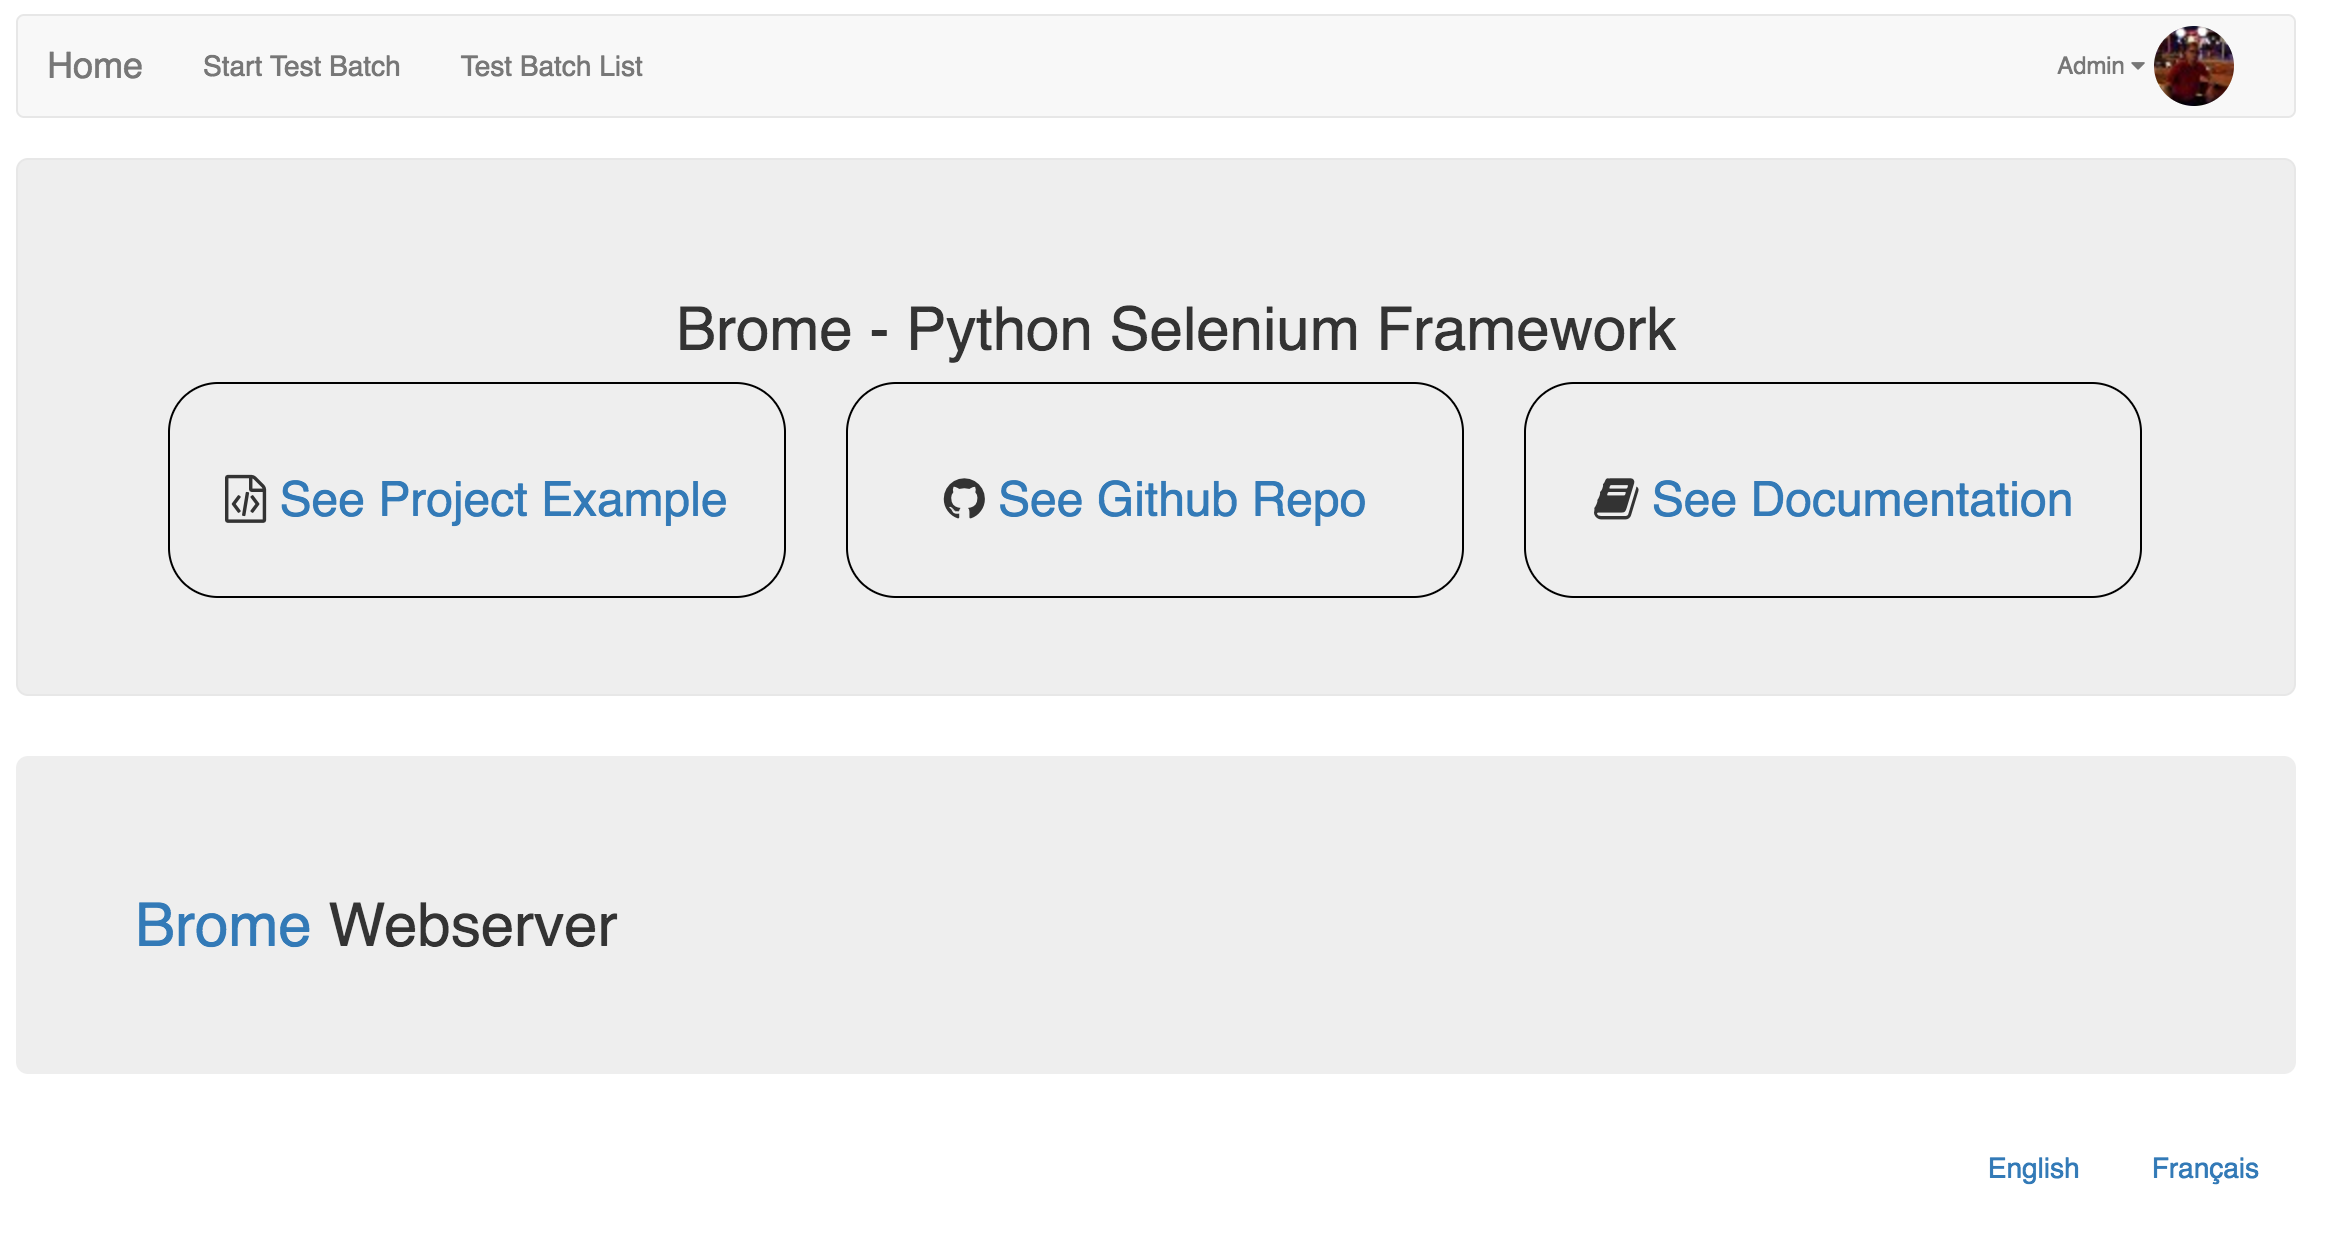 Home Start Test Batch Test Batch List Admin
Brome - Python Selenium Framework
See Project Example See Github Repo See Documentation
Brome Webserver
English Français